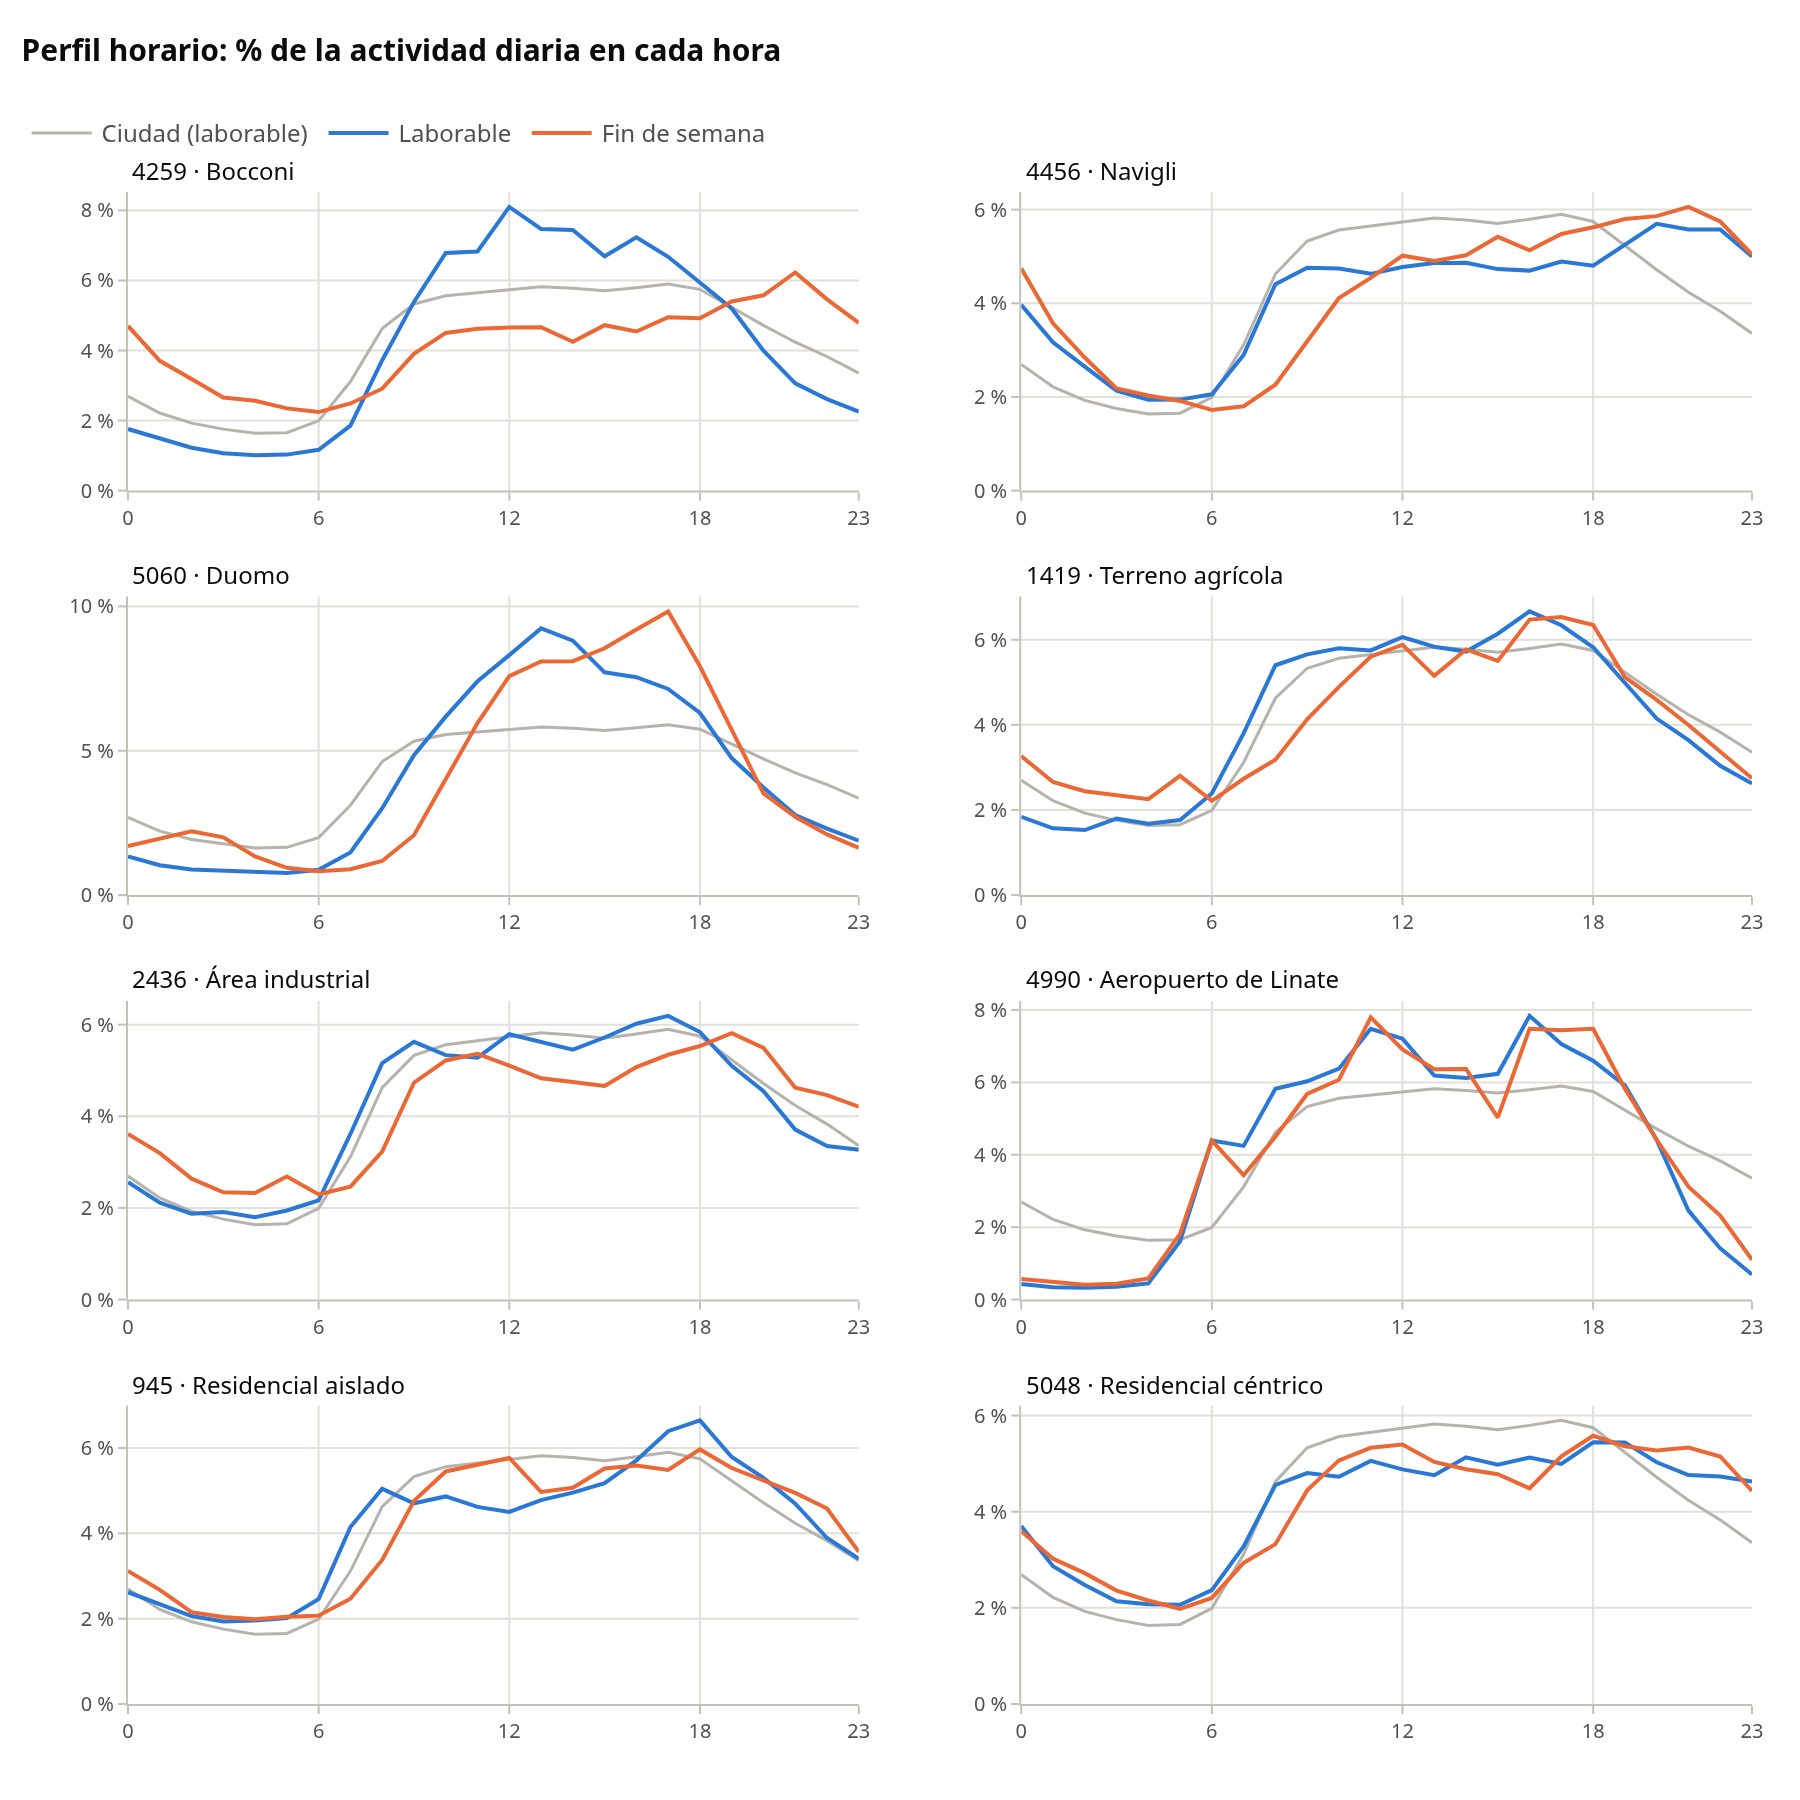 Perfil horario: % de la actividad diaria en cada hora
Ciudad (laborable) Laborable Fin de semana
4259 · Bocconi
8 %
6 %
4 %
2 %
0 %
0 6 12 18 23
4456 · Navigli
6 %
4 %
2 %
0 %
0 6 12 18 23
5060 · Duomo
10 %
5 %
0 %
0 6 12 18 23
1419 · Terreno agrícola
6 %
4 %
2 %
0 %
0 6 12 18 23
2436 · Área industrial
6 %
4 %
2 %
0 %
0 6 12 18 23
4990 · Aeropuerto de Linate
8 %
6 %
4 %
2 %
0 %
0 6 12 18 23
945 · Residencial aislado
6 %
4 %
2 %
0 %
0 6 12 18 23
5048 · Residencial céntrico
6 %
4 %
2 %
0 %
0 6 12 18 23